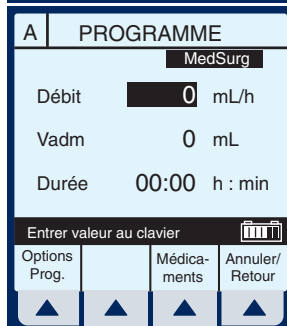 A PROGRAMME
MedSurg
Débit 0 mL/h
Vadm 0 mL
Durée 00:00 h : min
Entrer valeur au clavier
Options Prog.
Médica-ments
Annuler/ Retour